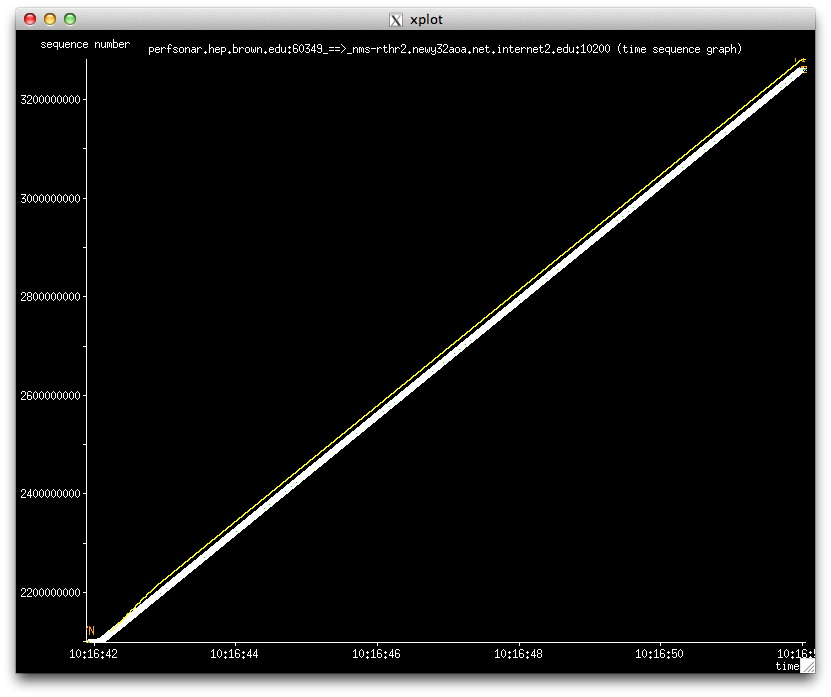 xplot
sequence number
perfsonar.hep.brown.edu:60349_==>_nms-rthr2.newy32aoa.net.internet2.edu:10200 (time sequence graph)
3200000000
3000000000
2800000000
2600000000
2400000000
2200000000
N
10:16:42 10:16:44 10:16:46 10:16:48 10:16:50
time